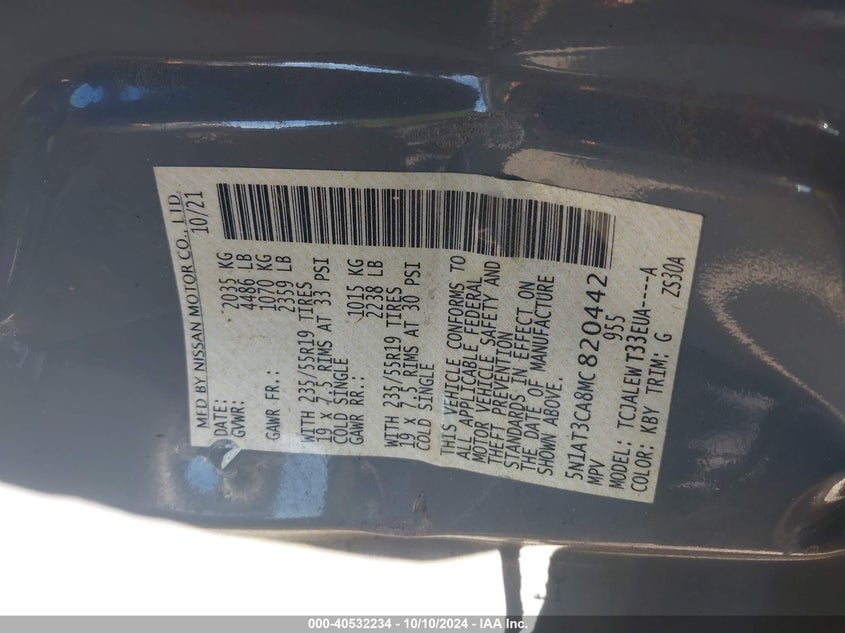 MFD BY NISSAN MOTOR CO., LTD.
DATE: 10/21
GVWR: 2035 KG
4486 LB
GAWR FR.: 1070 KG
2359 LB
WITH 235/55R19 TIRES
19 X 7.5 RIMS AT 33 PSI
COLD SINGLE
GAWR RR.: 1015 KG
2238 LB
WITH 235/55R19 TIRES
19 X 7.5 RIMS AT 30 PSI
COLD SINGLE
THIS VEHICLE CONFORMS TO
ALL APPLICABLE FEDERAL
MOTOR VEHICLE SAFETY AND
THEFT PREVENTION
STANDARDS IN EFFECT ON
THE DATE OF MANUFACTURE
SHOWN ABOVE.
5N1AT3CA8MC820442
MPV 955
MODEL: TCJALEWT33EUA----A
COLOR: KBY TRIM: G ZS30A
000-40532234 - 10/10/2024 - IAA Inc.